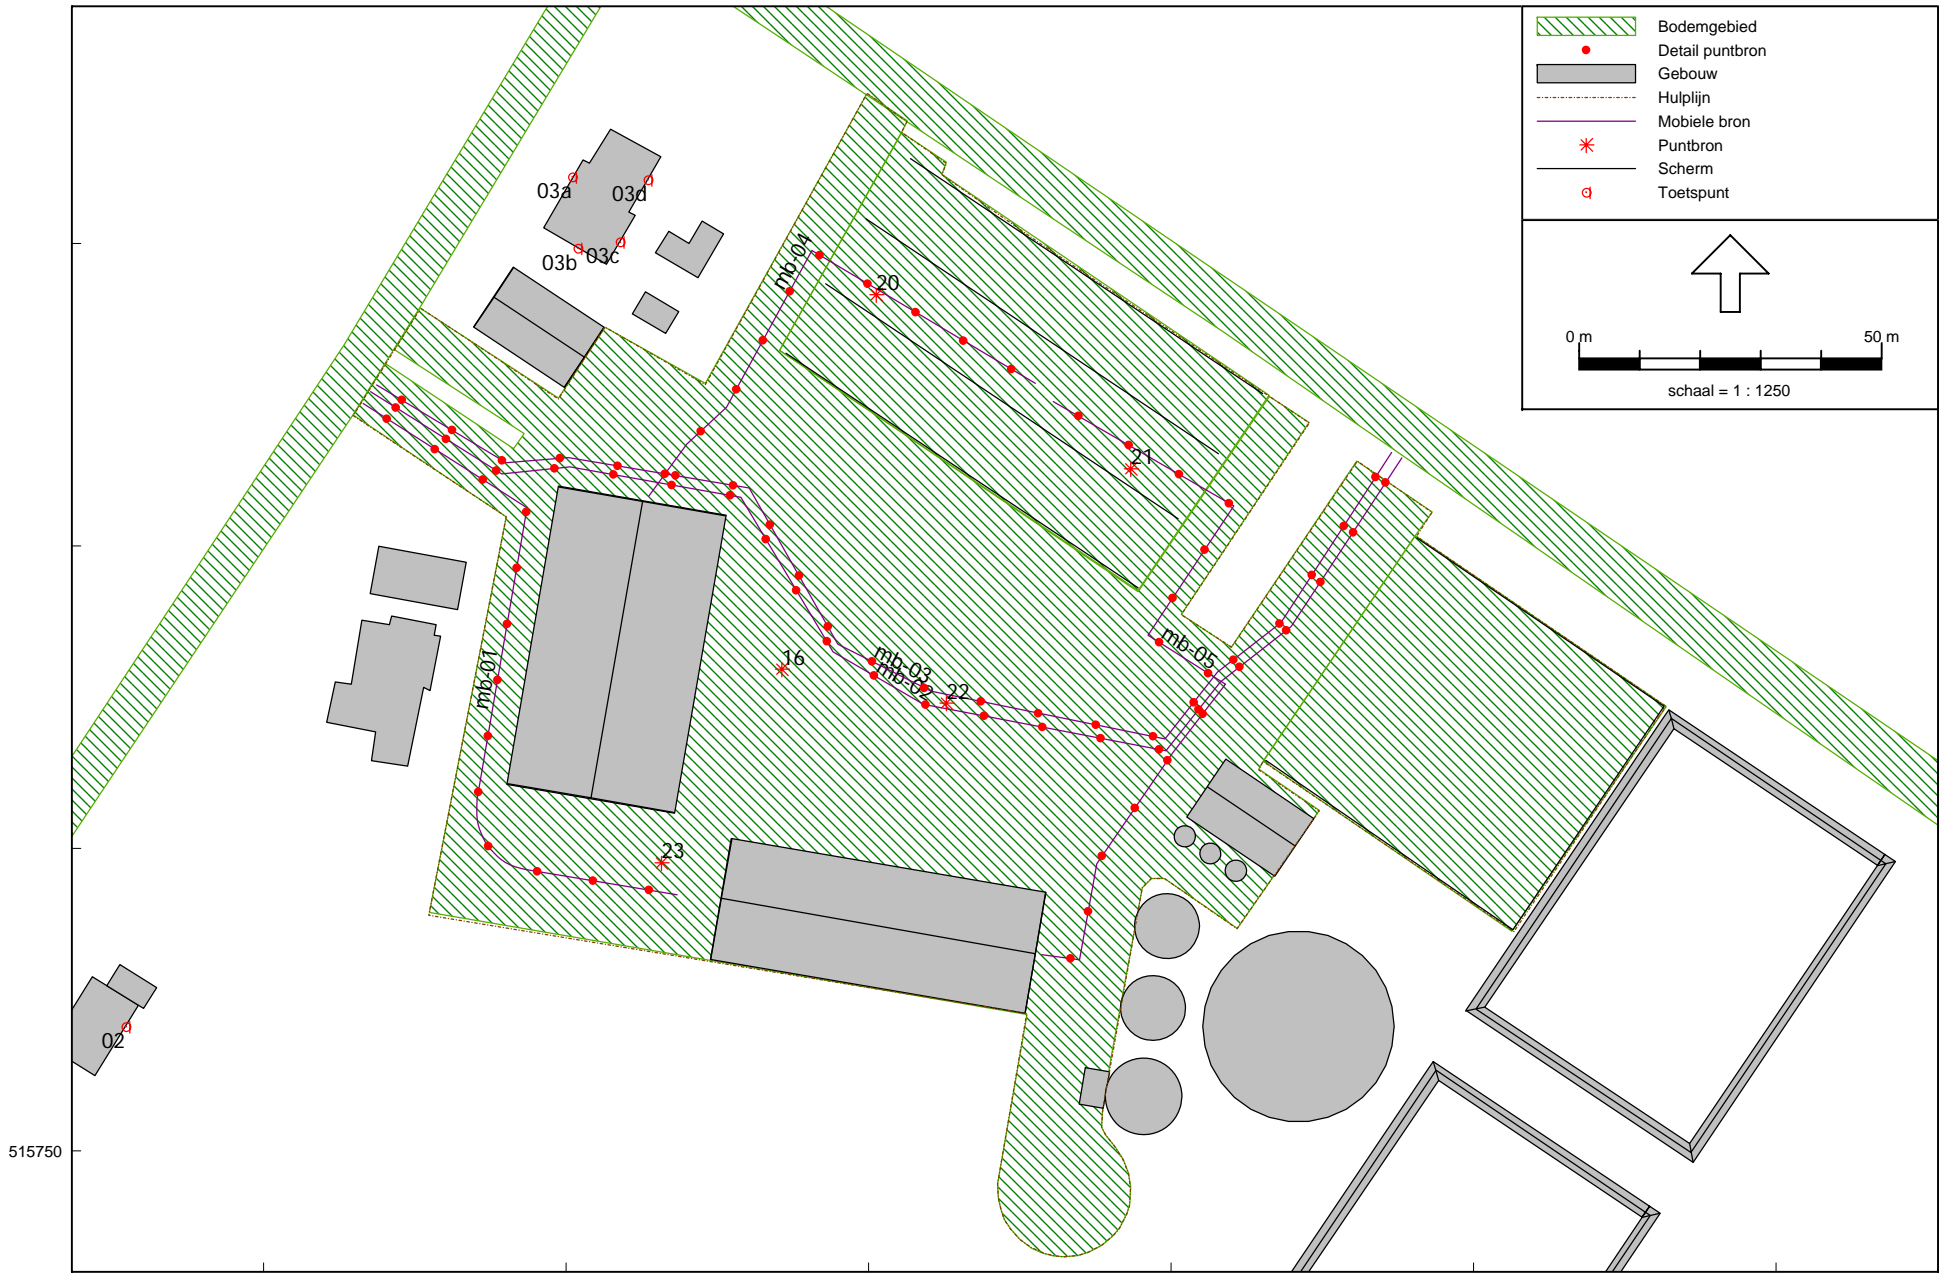 Bodemgebied
Detail puntbron
Gebouw
Hulplijn
Mobiele bron
Puntbron
Scherm
Toetspunt
0 m
50 m
schaal = 1 : 1250
03a
03d
03b
03c
mb-04
20
21
mb-05
16
mb-03
mb-02
22
mb-01
23
02
515750